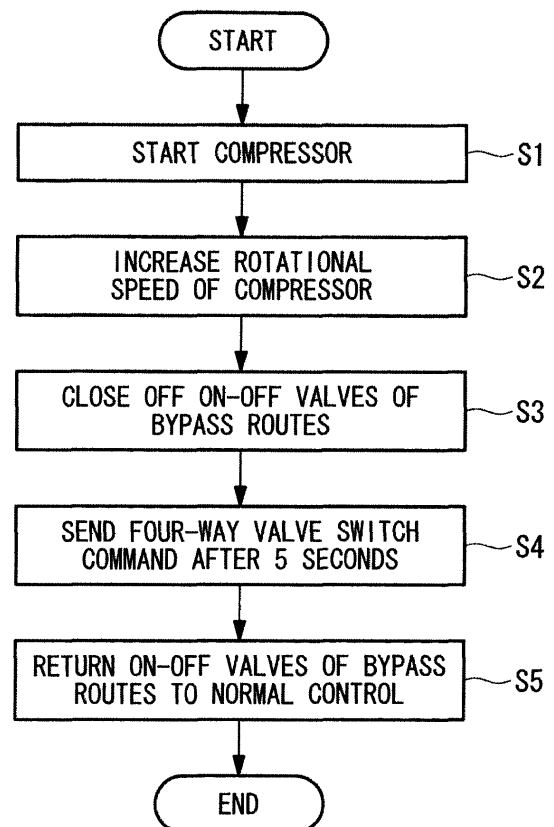 START
START COMPRESSOR
S1
INCREASE ROTATIONAL
SPEED OF COMPRESSOR
S2
CLOSE OFF ON-OFF VALVES OF
BYPASS ROUTES
S3
SEND FOUR-WAY VALVE SWITCH
COMMAND AFTER 5 SECONDS
S4
RETURN ON-OFF VALVES OF BYPASS
ROUTES TO NORMAL CONTROL
S5
END